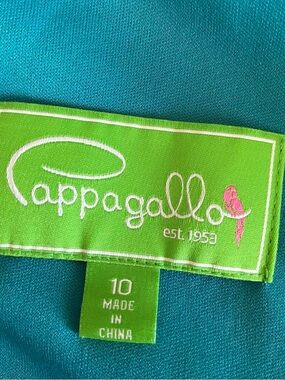 Pappagallo
est. 1953
10
MADE
IN
CHINA